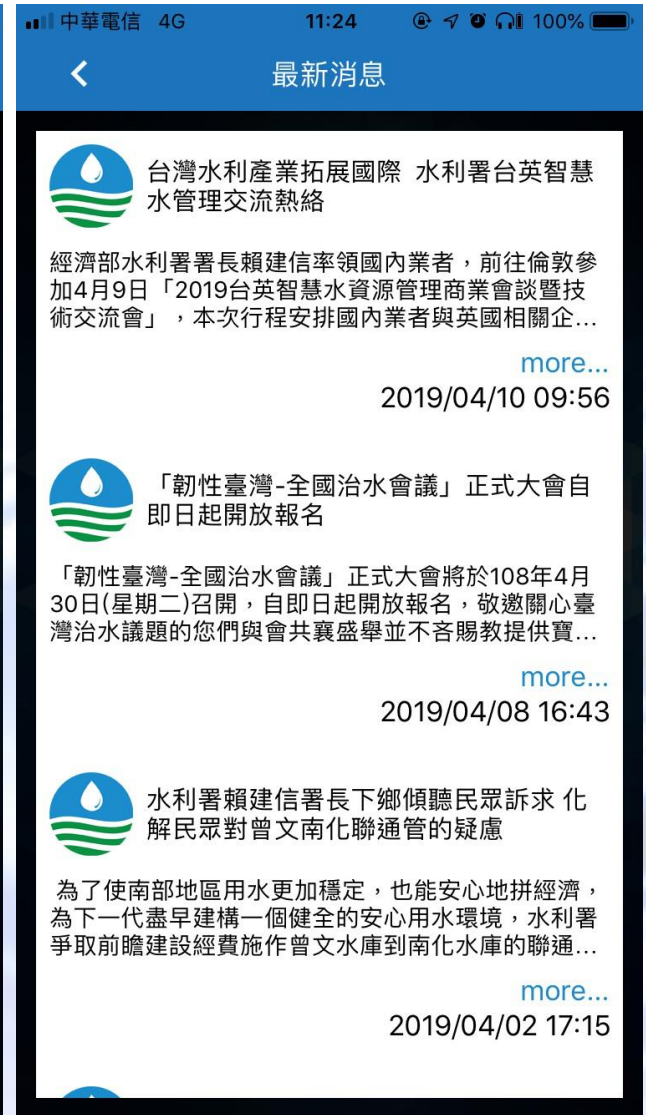 中華電信 4G 11:24 100%
最新消息
台灣水利產業拓展國際 水利署台英智慧
水管理交流熱絡
經濟部水利署署長賴建信率領國內業者，前往倫敦參
加4月9日「2019台英智慧水資源管理商業會談暨技
術交流會」，本次行程安排國內業者與英國相關企...
more...
2019/04/10 09:56
「韌性臺灣-全國治水會議」正式大會自
即日起開放報名
「韌性臺灣-全國治水會議」正式大會將於108年4月
30日(星期二)召開，自即日起開放報名，敬邀關心臺
灣治水議題的您們與會共襄盛舉並不吝賜教提供寶...
more...
2019/04/08 16:43
水利署賴建信署長下鄉傾聽民眾訴求 化
解民眾對曾文南化聯通管的疑慮
為了使南部地區用水更加穩定，也能安心地拼經濟，
為下一代盡早建構一個健全的安心用水環境，水利署
爭取前瞻建設經費施作曾文水庫到南化水庫的聯通...
more...
2019/04/02 17:15